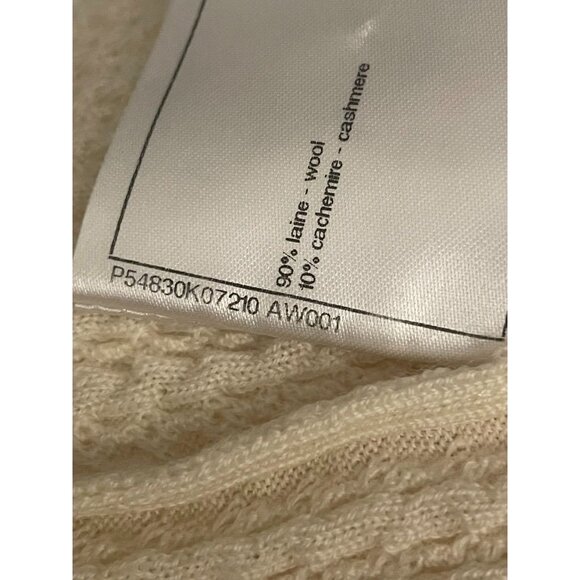 90% laine - wool
10% cachemire - cashmere
P54830K07210 AW001